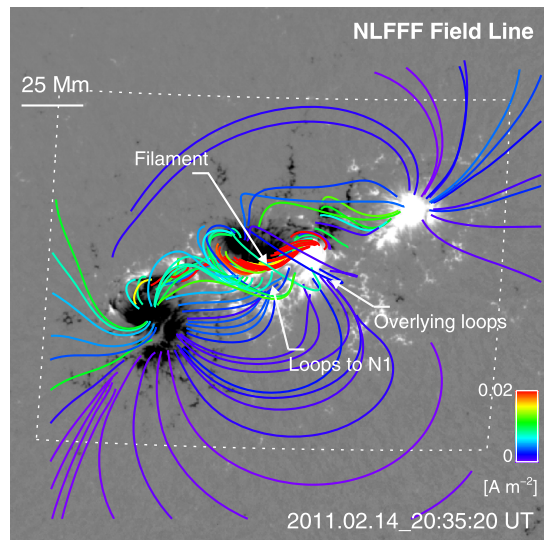 NLFFF Field Line
25 Mm
Filament
Overlying loops
Loops to N1
0.02
0
[A m⁻²]
2011.02.14_20:35:20 UT